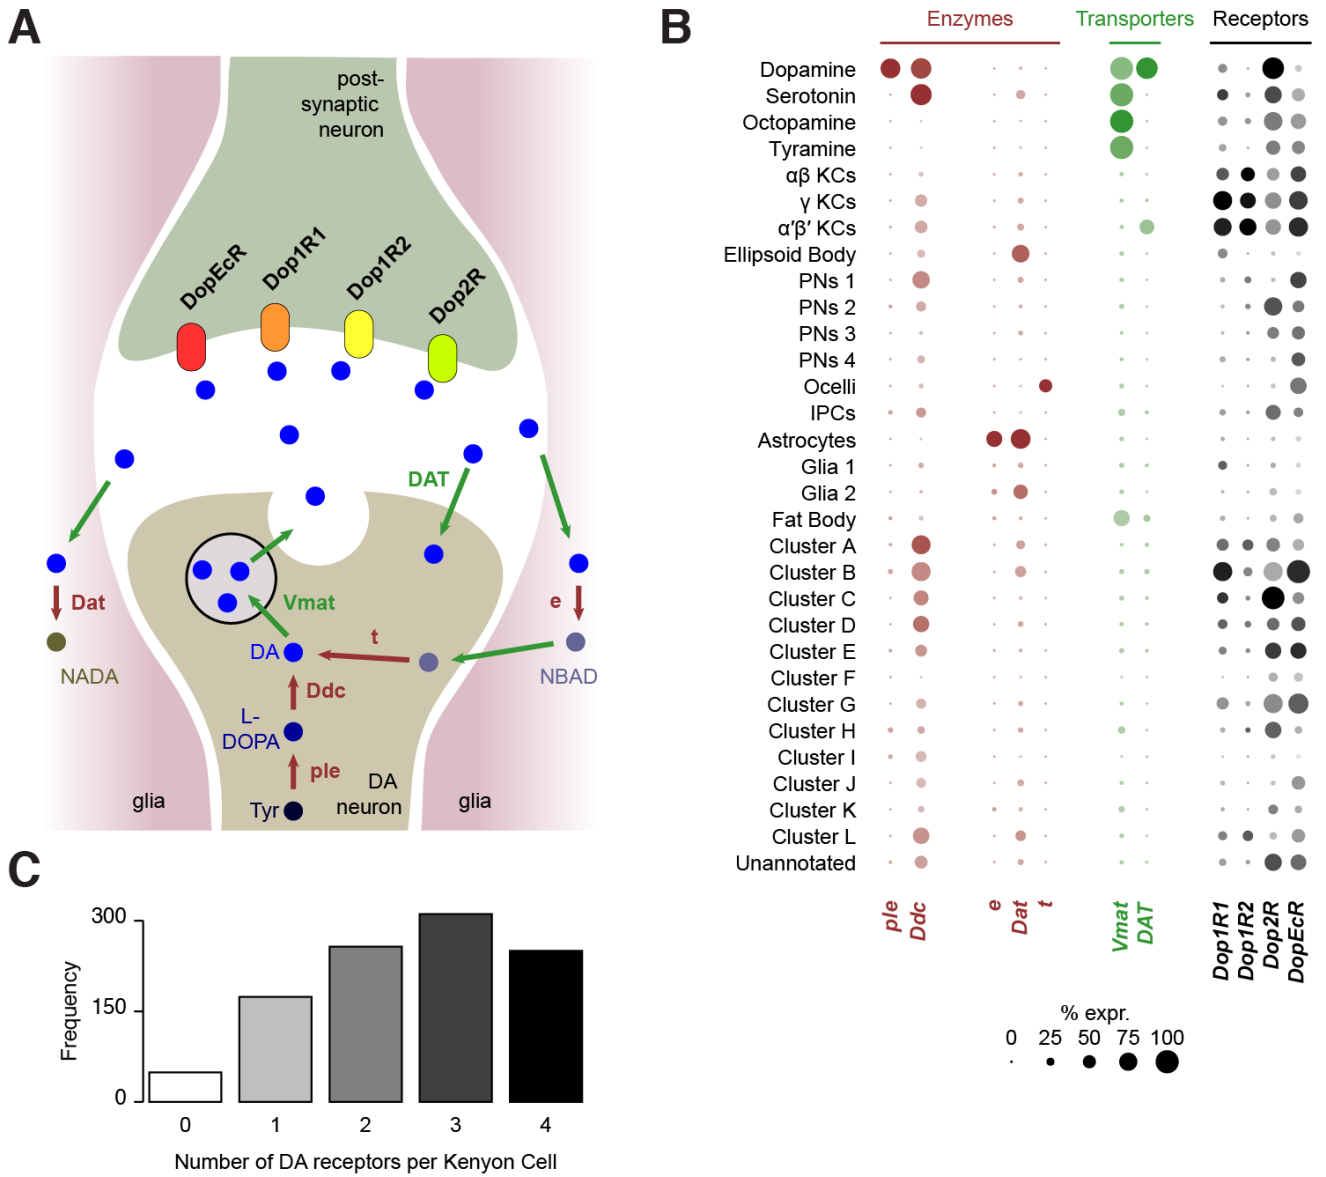 A
post-
synaptic
neuron
DopEcR
Dop1R1
Dop1R2
Dop2R
DAT
Dat
Vmat
e
t
NADA
DA
NBAD
Ddc
L-
DOPA
ple
DA
neuron
Tyr
glia
glia
B
Enzymes
Transporters
Receptors
Dopamine
Serotonin
Octopamine
Tyramine
αβ KCs
γ KCs
α′β′ KCs
Ellipsoid Body
PNs 1
PNs 2
PNs 3
PNs 4
Ocelli
IPCs
Astrocytes
Glia 1
Glia 2
Fat Body
Cluster A
Cluster B
Cluster C
Cluster D
Cluster E
Cluster F
Cluster G
Cluster H
Cluster I
Cluster J
Cluster K
Cluster L
Unannotated
ple
Ddc
e
Dat
t
Vmat
DAT
Dop1R1
Dop1R2
Dop2R
DopEcR
% expr.
0 25 50 75 100
C
Frequency
300
150
0
0 1 2 3 4
Number of DA receptors per Kenyon Cell